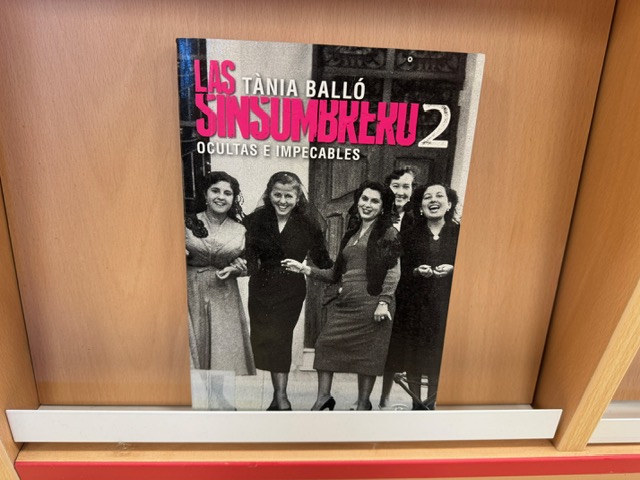 LAS TÀNIA BALLÓ
SINSOMBRERO 2
OCULTAS E IMPECABLES